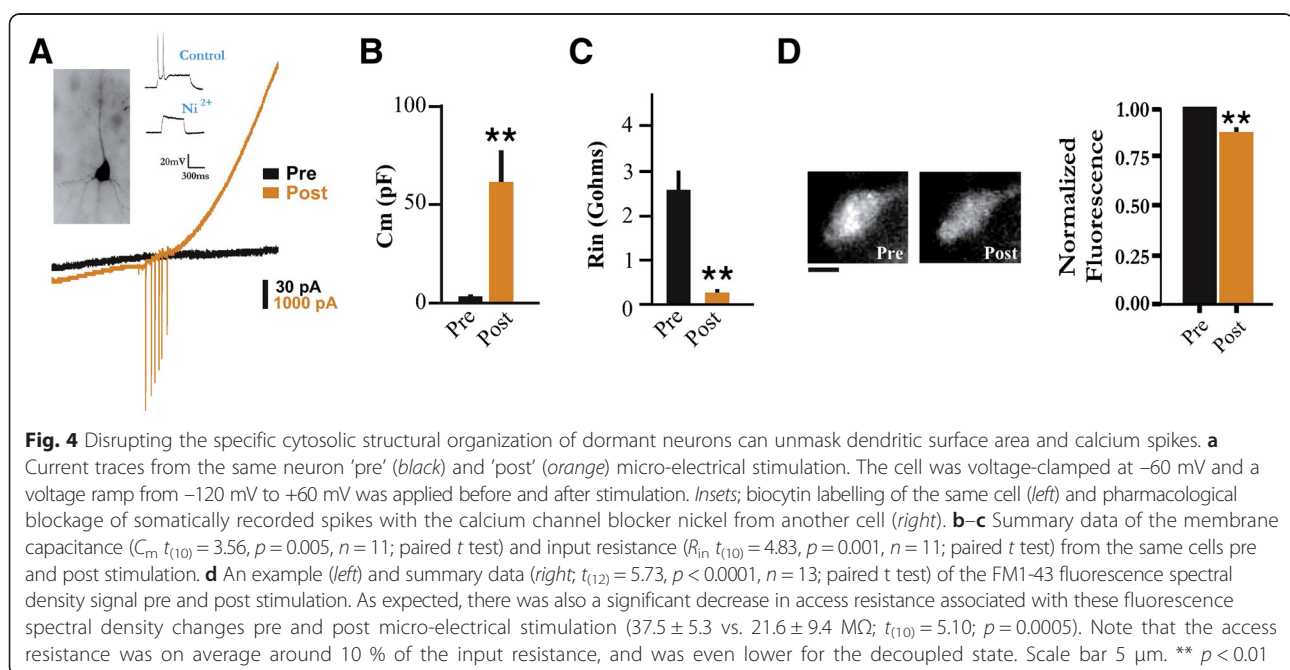 A
Control
Ni 2+
20mV
300ms
Pre
Post
30 pA
1000 pA
B
100
50
0
Cm (pF)
**
Pre
Post
C
4
3
2
1
0
Rin (Gohms)
**
Pre
Post
D
Pre
Post
1.00
0.75
0.50
0.25
0.00
Normalized
Fluorescence
**
Pre
Post
Fig. 4 Disrupting the specific cytosolic structural organization of dormant neurons can unmask dendritic surface area and calcium spikes. a
Current traces from the same neuron 'pre' (black) and 'post' (orange) micro-electrical stimulation. The cell was voltage-clamped at –60 mV and a
voltage ramp from –120 mV to +60 mV was applied before and after stimulation. Insets; biocytin labelling of the same cell (left) and pharmacological
blockage of somatically recorded spikes with the calcium channel blocker nickel from another cell (right). b–c Summary data of the membrane
capacitance (Cm t(10) = 3.56, p = 0.005, n = 11; paired t test) and input resistance (Rin t(10) = 4.83, p = 0.001, n = 11; paired t test) from the same cells pre
and post stimulation. d An example (left) and summary data (right; t(12) = 5.73, p < 0.0001, n = 13; paired t test) of the FM1-43 fluorescence spectral
density signal pre and post stimulation. As expected, there was also a significant decrease in access resistance associated with these fluorescence
spectral density changes pre and post micro-electrical stimulation (37.5 ± 5.3 vs. 21.6 ± 9.4 MΩ; t(10) = 5.10; p = 0.0005). Note that the access
resistance was on average around 10 % of the input resistance, and was even lower for the decoupled state. Scale bar 5 μm. ** p < 0.01